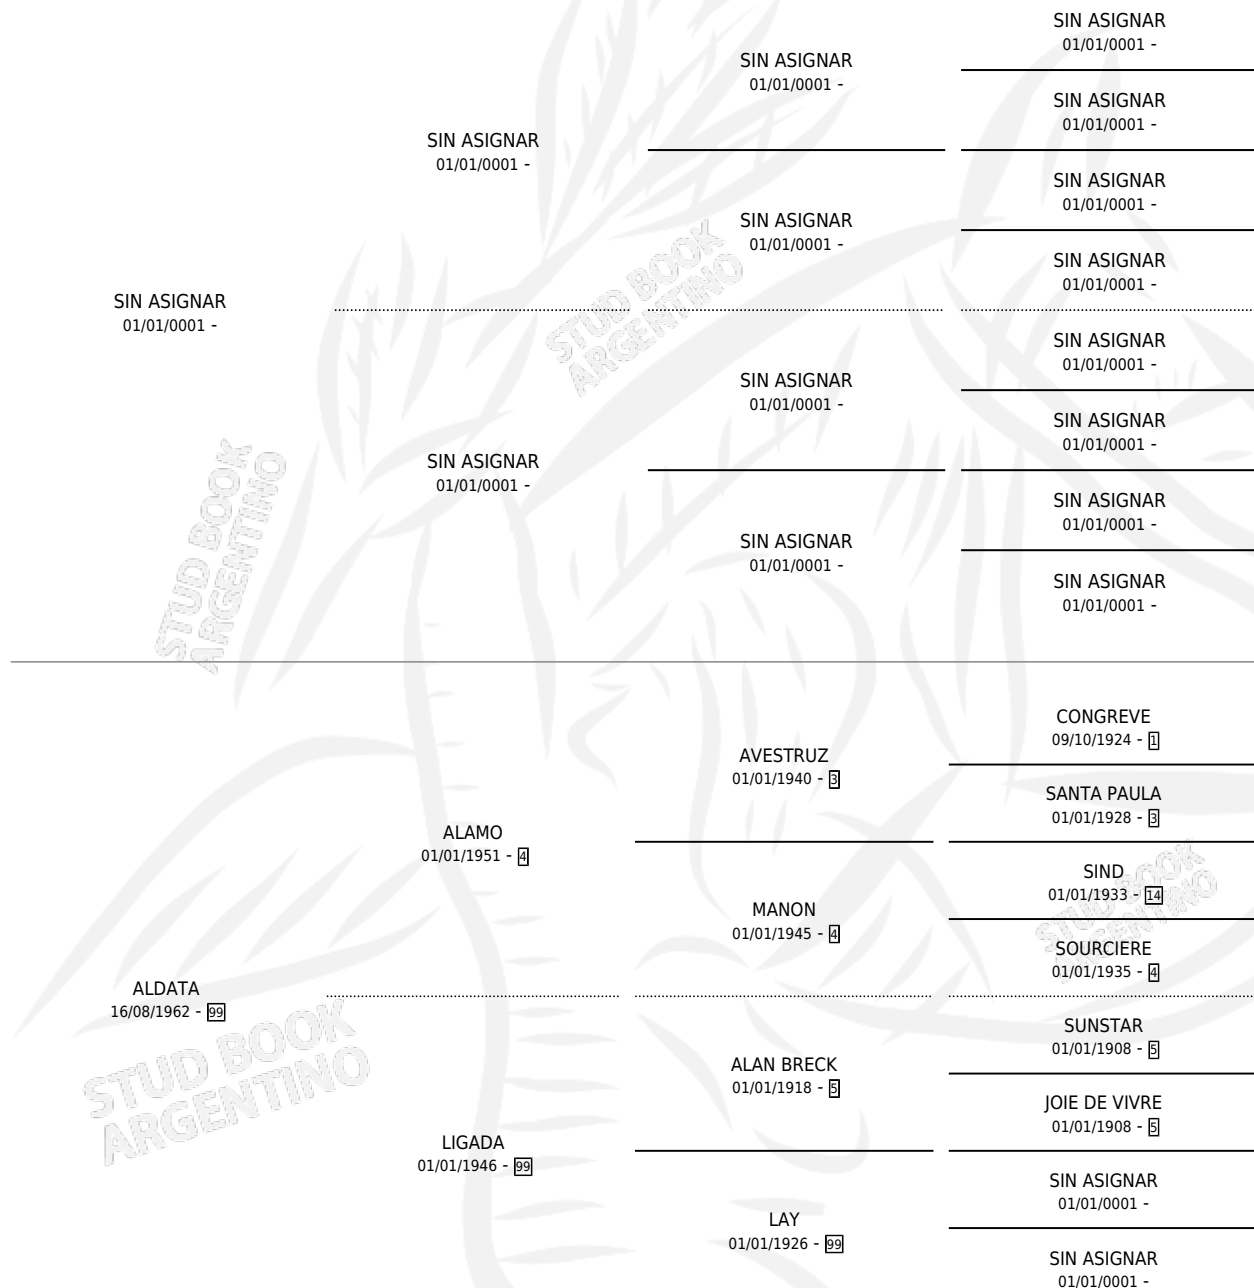 SIN ASIGNAR
01/01/0001 -
SIN ASIGNAR
01/01/0001 -
SIN ASIGNAR
01/01/0001 -
SIN ASIGNAR
01/01/0001 -
SIN ASIGNAR
01/01/0001 -
SIN ASIGNAR
01/01/0001 -
SIN ASIGNAR
01/01/0001 -
SIN ASIGNAR
01/01/0001 -
SIN ASIGNAR
01/01/0001 -
SIN ASIGNAR
01/01/0001 -
SIN ASIGNAR
01/01/0001 -
SIN ASIGNAR
01/01/0001 -
SIN ASIGNAR
01/01/0001 -
SIN ASIGNAR
01/01/0001 -
SIN ASIGNAR
01/01/0001 -
STUD BOOK
ARGENTINO
STUD BOOK
ARGENTINO
CONGREVE
09/10/1924 - 1
AVESTRUZ
01/01/1940 - 3
SANTA PAULA
01/01/1928 - 3
ALAMO
01/01/1951 - 4
SIND
01/01/1933 - 14
MANON
01/01/1945 - 4
SOURCIERE
01/01/1935 - 4
STUD BOOK
ARGENTINO
ALDATA
16/08/1962 - 99
SUNSTAR
01/01/1908 - 5
ALAN BRECK
01/01/1918 - 5
JOIE DE VIVRE
01/01/1908 - 5
STUD BOOK
ARGENTINO
LIGADA
01/01/1946 - 99
SIN ASIGNAR
01/01/0001 -
LAY
01/01/1926 - 99
SIN ASIGNAR
01/01/0001 -